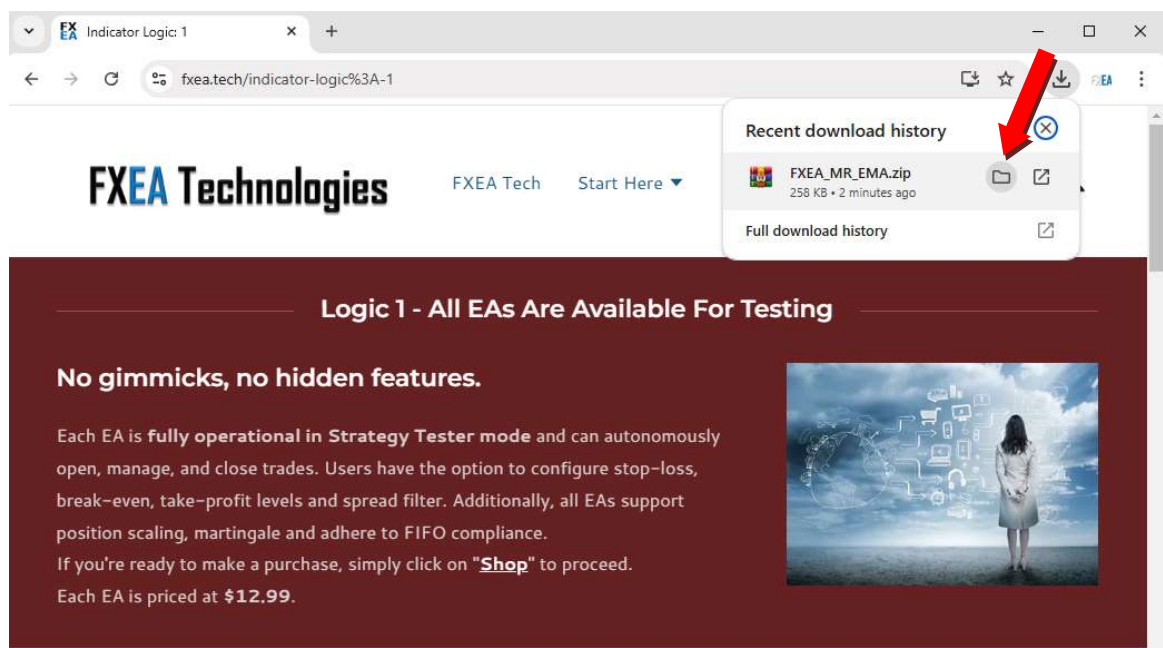 FX
EA
Indicator Logic: 1
fxea.tech/indicator-logic%3A-1
FXEA
Recent download history
FXEA_MR_EMA.zip
258 KB • 2 minutes ago
Full download history
FXEA Technologies
FXEA Tech
Start Here
Logic 1 - All EAs Are Available For Testing
No gimmicks, no hidden features.
Each EA is fully operational in Strategy Tester mode and can autonomously
open, manage, and close trades. Users have the option to configure stop-loss,
break-even, take-profit levels and spread filter. Additionally, all EAs support
position scaling, martingale and adhere to FIFO compliance.
If you're ready to make a purchase, simply click on "Shop" to proceed.
Each EA is priced at $12.99.